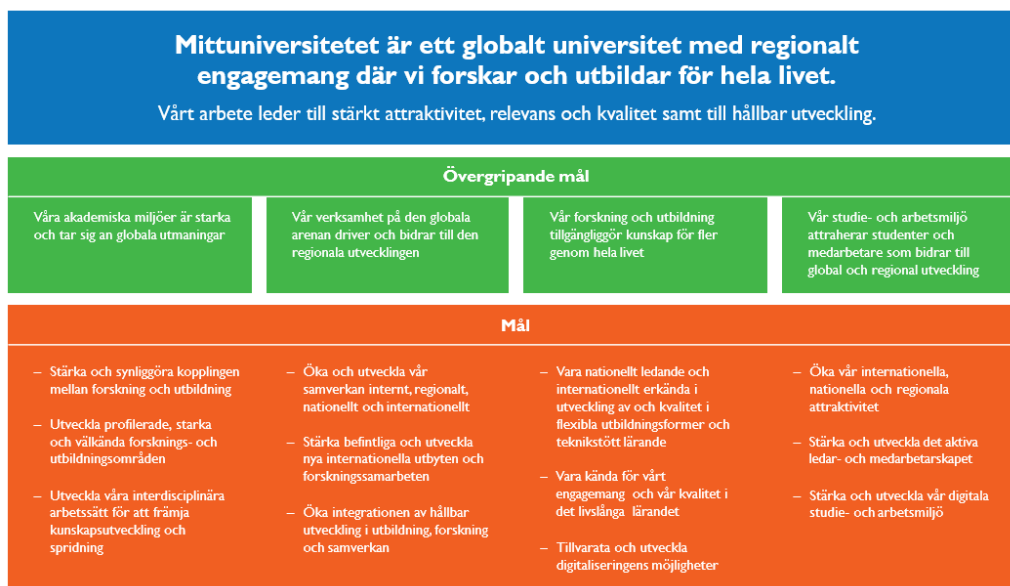 Mittuniversitetet är ett globalt universitet med regionalt
engagemang där vi forskar och utbildar för hela livet.
Vårt arbete leder till stärkt attraktivitet, relevans och kvalitet samt till hållbar utveckling.
Övergripande mål
Våra akademiska miljöer är starka
och tar sig an globala utmaningar
Vår verksamhet på den globala
arenan driver och bidrar till den
regionala utvecklingen
Vår forskning och utbildning
tillgängliggör kunskap för fler
genom hela livet
Vår studie- och arbetsmiljö
attraherar studenter och
medarbetare som bidrar till
global och regional utveckling
Mål
– Stärka och synliggöra kopplingen
mellan forskning och utbildning
– Utveckla profilerade, starka
och välkända forsknings- och
utbildningsområden
– Utveckla våra interdisciplinära
arbetssätt för att främja
kunskapsutveckling och
spridning
– Öka och utveckla vår
samverkan internt, regionalt,
nationellt och internationellt
– Stärka befintliga och utveckla
nya internationella utbyten och
forskningssamarbeten
– Öka integrationen av hållbar
utveckling i utbildning, forskning
och samverkan
– Vara nationellt ledande och
internationellt erkända i
utveckling av och kvalitet i
flexibla utbildningsformer och
teknikstött lärande
– Vara kända för vårt
engagemang och vår kvalitet i
det livslånga lärandet
– Tillvarata och utveckla
digitaliseringens möjligheter
– Öka vår internationella,
nationella och regionala
attraktivitet
– Stärka och utveckla det aktiva
ledar- och medarbetarskapet
– Stärka och utveckla vår digitala
studie- och arbetsmiljö